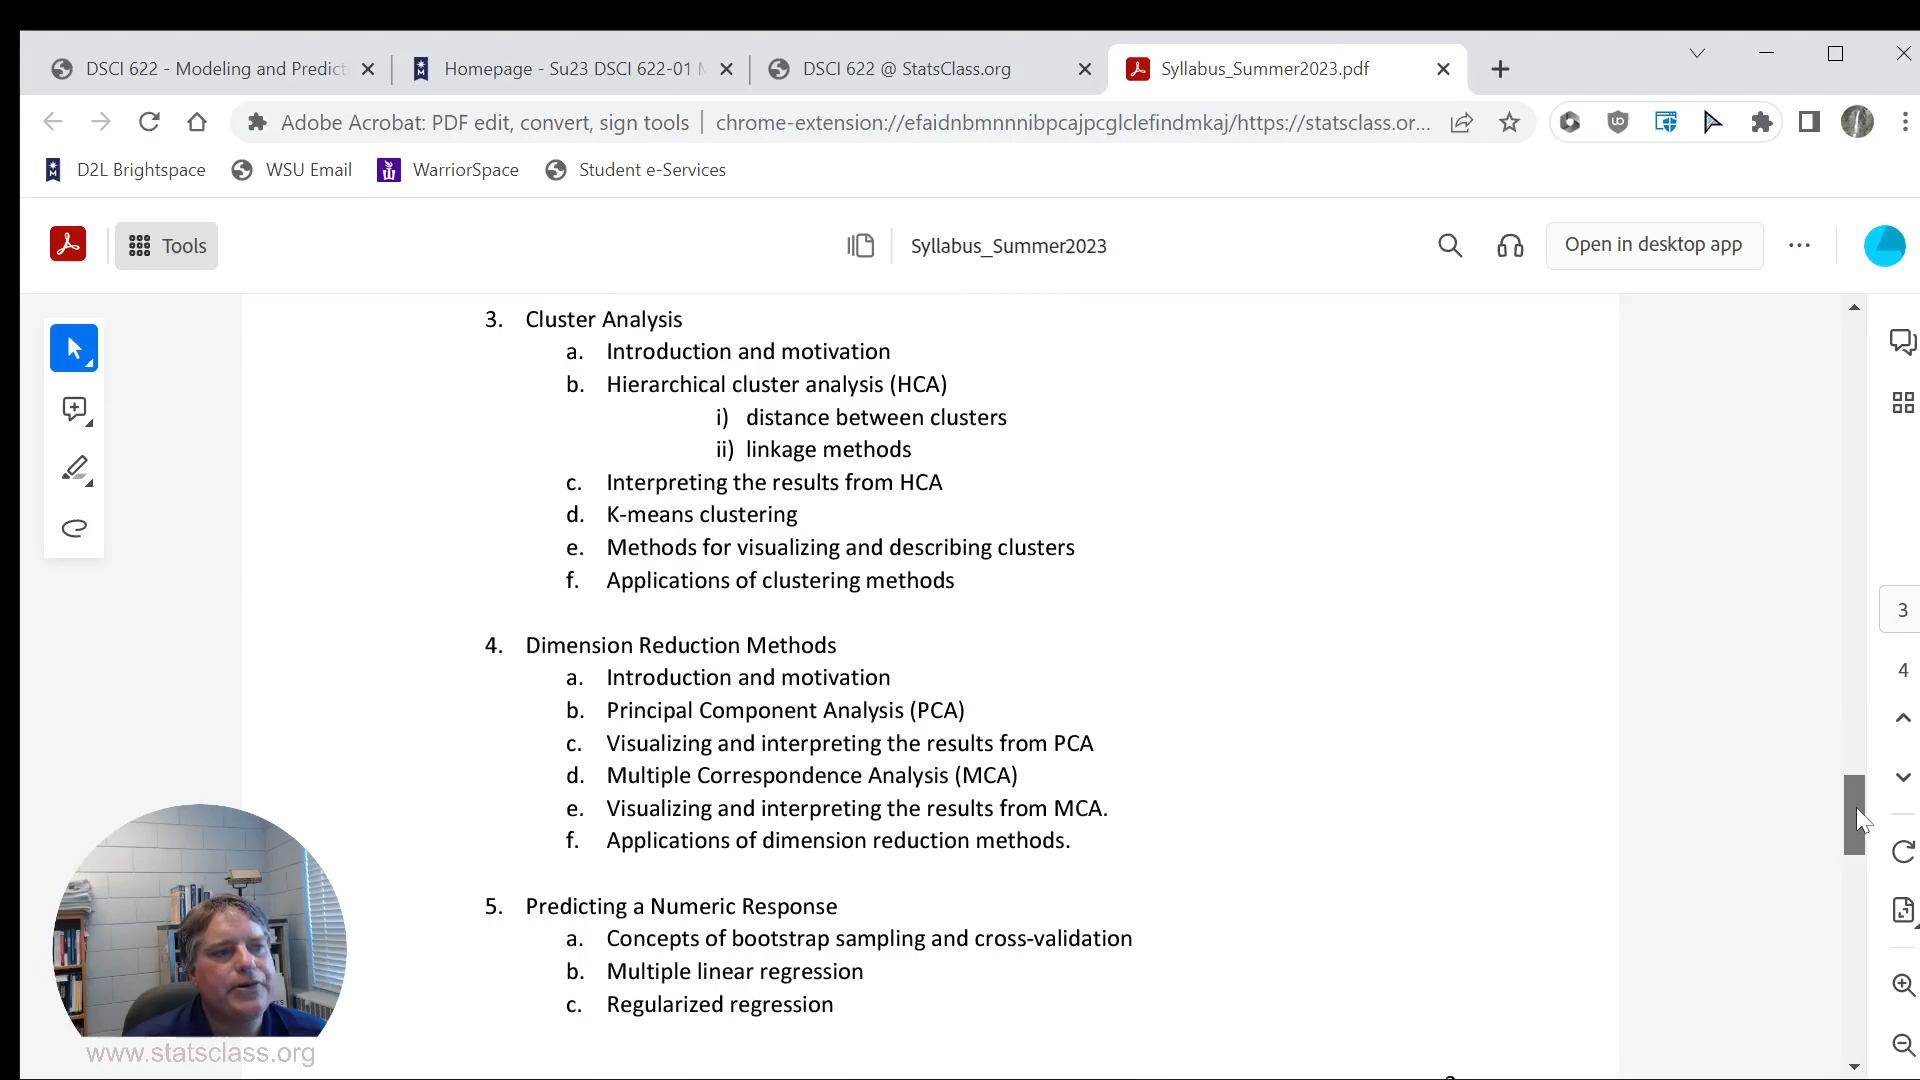 DSCI 622 - Modeling and Predict
Homepage - Su23 DSCI 622-01 M
DSCI 622 @ StatsClass.org
Syllabus_Summer2023.pdf
Adobe Acrobat: PDF edit, convert, sign tools
chrome-extension://efaidnbmnnnibpcajpcglclefindmkaj/https://statsclass.or...
D2L Brightspace
WSU Email
WarriorSpace
Student e-Services
Tools
Syllabus_Summer2023
Open in desktop app
3. Cluster Analysis
a. Introduction and motivation
b. Hierarchical cluster analysis (HCA)
i) distance between clusters
ii) linkage methods
c. Interpreting the results from HCA
d. K-means clustering
e. Methods for visualizing and describing clusters
f. Applications of clustering methods
4. Dimension Reduction Methods
a. Introduction and motivation
b. Principal Component Analysis (PCA)
c. Visualizing and interpreting the results from PCA
d. Multiple Correspondence Analysis (MCA)
e. Visualizing and interpreting the results from MCA.
f. Applications of dimension reduction methods.
5. Predicting a Numeric Response
a. Concepts of bootstrap sampling and cross-validation
b. Multiple linear regression
c. Regularized regression
3
4
www.statsclass.org